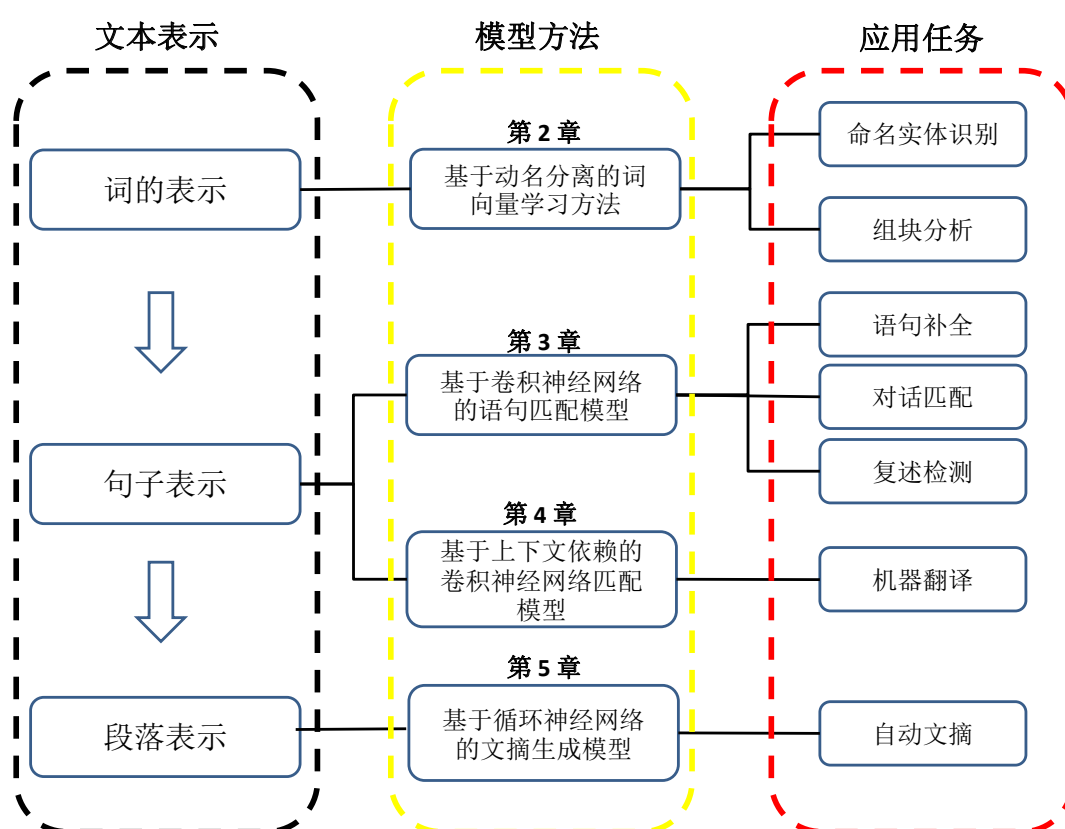 文本表示
模型方法
应用任务
第 2 章
词的表示
基于动名分离的词
向量学习方法
命名实体识别
组块分析
第 3 章
基于卷积神经网络
的语句匹配模型
语句补全
对话匹配
复述检测
句子表示
第 4 章
基于上下文依赖的
卷积神经网络匹配
模型
机器翻译
第 5 章
段落表示
基于循环神经网络
的文摘生成模型
自动文摘